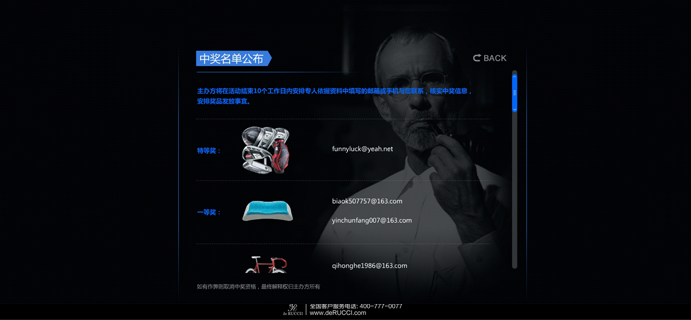 中奖名单公布
BACK
主办方将在活动结束10个工作日内安排专人依据资料中填写的邮箱或手机与您联系，核实中奖信息，
安排奖品发放事宜。
特等奖：
funnyluck@yeah.net
biaok507757@163.com
一等奖：
yinchunfang007@163.com
qihonghe1986@163.com
如有作弊则取消中奖资格，最终解释权归主办方所有
全国客户服务电话: 400-777-0077
de RUCCI
www.deRUCCI.com